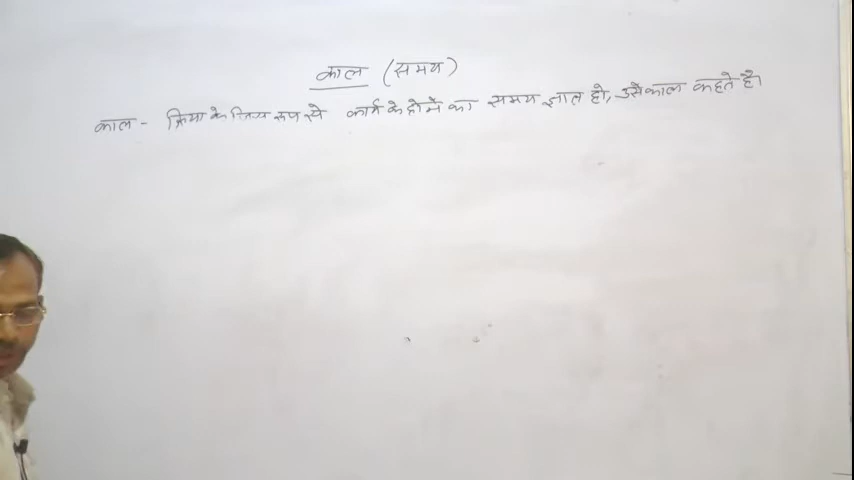 काल (समय)
काल - क्रिया के जिस रूप से कार्य के होने का समय ज्ञात हो, उसे काल कहते है।